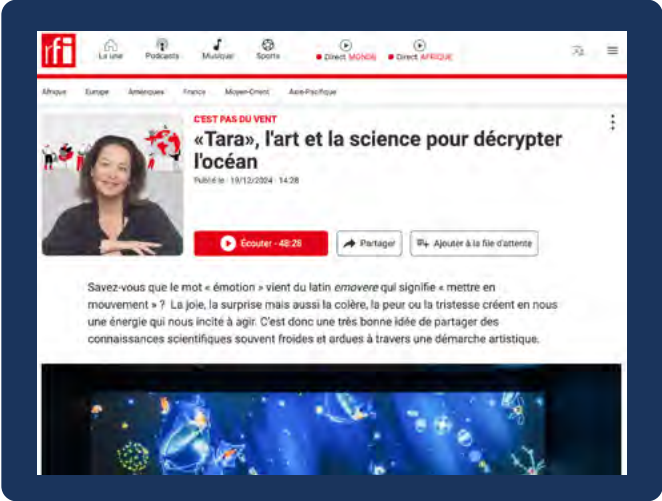 rfi
La une Podcasts Musique Sports Direct MONDE Direct AFRIQUE
Afrique Europe Amériques France Moyen-Orient Asie-Pacifique
C'EST PAS DU VENT
«Tara», l'art et la science pour décrypter
l'océan
Publié le : 19/12/2024 - 14:28
Écouter - 48:28 Partager Ajouter à la file d'attente
Savez-vous que le mot « émotion » vient du latin emovere qui signifie « mettre en
mouvement » ? La joie, la surprise mais aussi la colère, la peur ou la tristesse créent en nous
une énergie qui nous incite à agir. C'est donc une très bonne idée de partager des
connaissances scientifiques souvent froides et ardues à travers une démarche artistique.